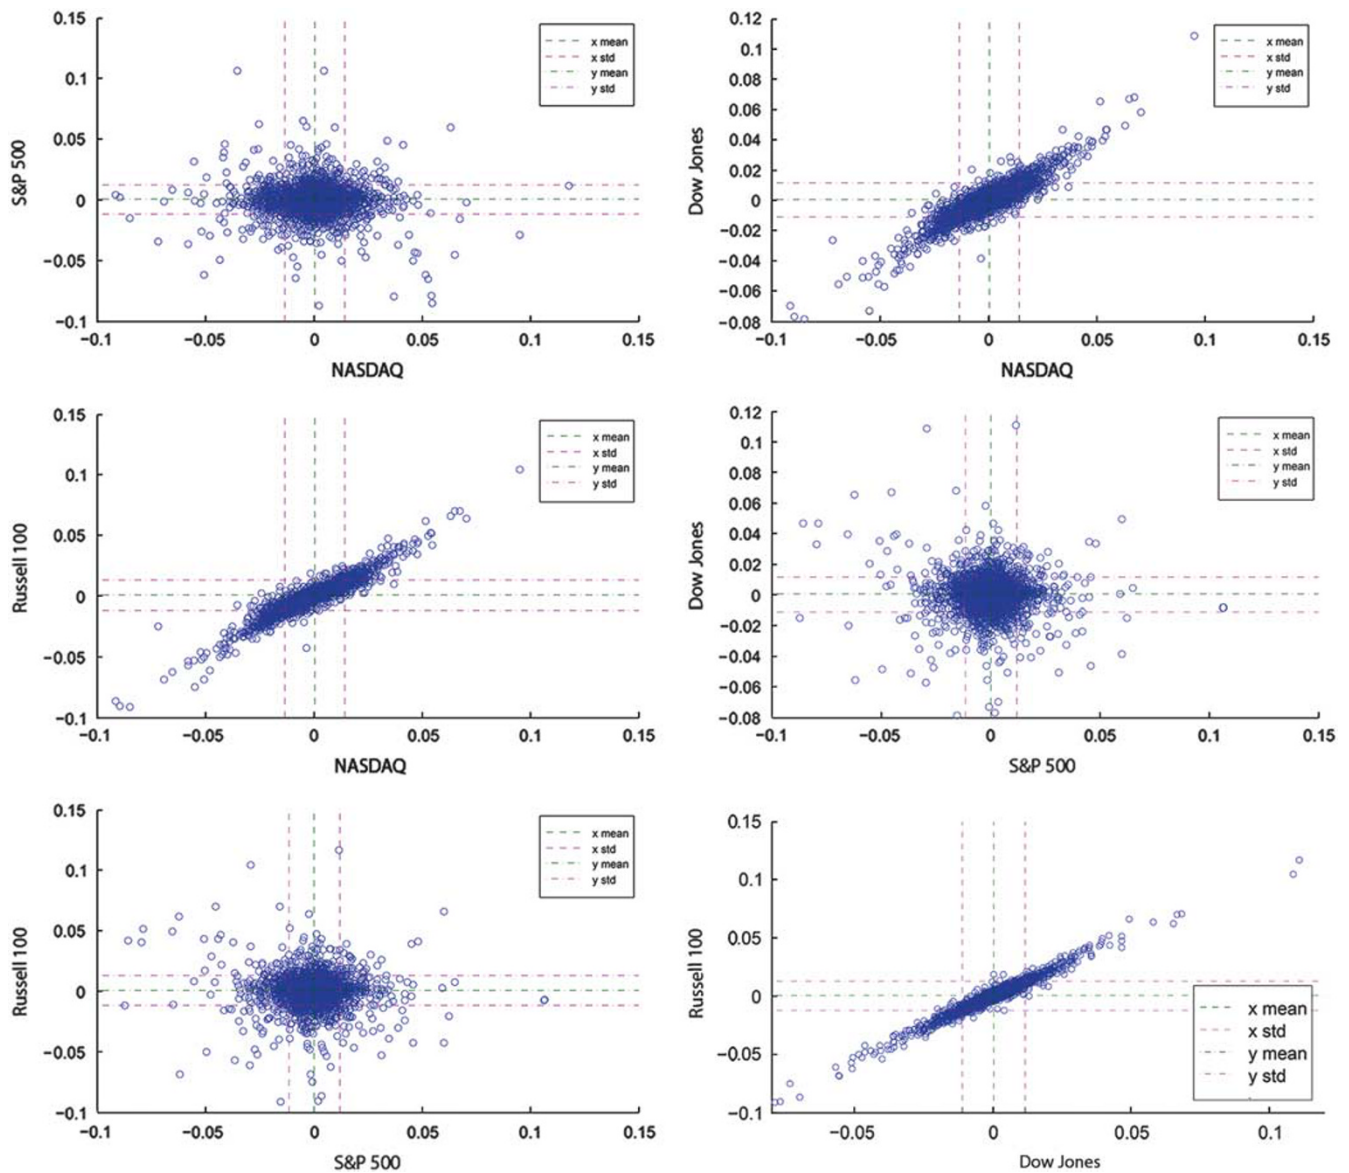 0.15
0.1
0.05
0
−0.05
−0.1
S&P 500
x mean
x std
y mean
y std
−0.1 −0.05 0 0.05 0.1 0.15
NASDAQ
0.12
0.1
0.08
0.06
0.04
0.02
0
−0.02
−0.04
−0.06
−0.08
Dow Jones
x mean
x std
y mean
y std
−0.1 −0.05 0 0.05 0.1 0.15
NASDAQ
0.15
0.1
0.05
0
−0.05
−0.1
Russell 100
x mean
x std
y mean
y std
−0.1 −0.05 0 0.05 0.1 0.15
NASDAQ
0.12
0.1
0.08
0.06
0.04
0.02
0
−0.02
−0.04
−0.06
−0.08
Dow Jones
x mean
x std
y mean
y std
−0.1 −0.05 0 0.05 0.1 0.15
S&P 500
0.15
0.1
0.05
0
−0.05
−0.1
Russell 100
x mean
x std
y mean
y std
−0.1 −0.05 0 0.05 0.1 0.15
S&P 500
0.15
0.1
0.05
0
−0.05
−0.1
Russell 100
x mean
x std
y mean
y std
−0.05 0 0.05 0.1
Dow Jones